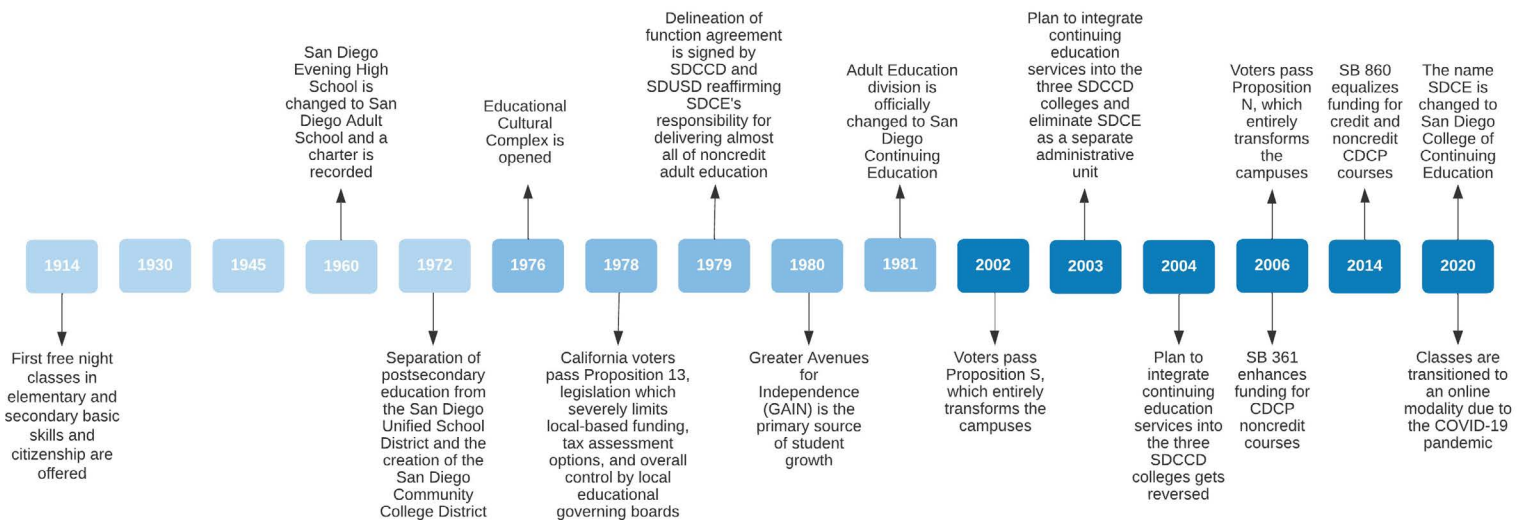 San Diego
Evening High
School is
changed to San
Diego Adult
School and a
charter is
recorded
Educational
Cultural
Complex is
opened
Delineation of
function agreement
is signed by
SDCCD and
SDUSD reaffirming
SDCE's
responsibility for
delivering almost
all of noncredit
adult education
Adult Education
division is
officially
changed to San
Diego
Continuing
Education
Plan to integrate
continuing
education
services into the
three SDCCD
colleges and
eliminate SDCE
as a separate
administrative
unit
Voters pass
Proposition
N, which
entirely
transforms
the
campuses
SB 860
equalizes
funding for
credit and
noncredit
CDCP
courses
The name
SDCE is
changed to
San Diego
College of
Continuing
Education
1914
1930
1945
1960
1972
1976
1978
1979
1980
1981
2002
2003
2004
2006
2014
2020
First free night
classes in
elementary and
secondary basic
skills and
citizenship are
offered
Separation of
postsecondary
education from
the San Diego
Unified School
District and the
creation of the
San Diego
Community
College District
California voters
pass Proposition 13,
legislation which
severely limits
local-based funding,
tax assessment
options, and overall
control by local
educational
governing boards
Greater Avenues
for
Independence
(GAIN) is the
primary source
of student
growth
Voters pass
Proposition S,
which entirely
transforms the
campuses
Plan to
integrate
continuing
education
services into
the three
SDCCD
colleges gets
reversed
SB 361
enhances
funding for
CDCP
noncredit
courses
Classes are
transitioned to
an online
modality due to
the COVID-19
pandemic